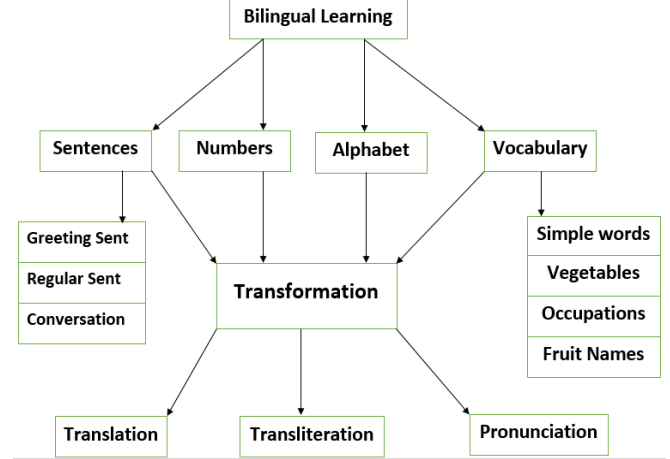 Bilingual Learning
Sentences
Numbers
Alphabet
Vocabulary
Greeting Sent
Regular Sent
Conversation
Transformation
Simple words
Vegetables
Occupations
Fruit Names
Translation
Transliteration
Pronunciation